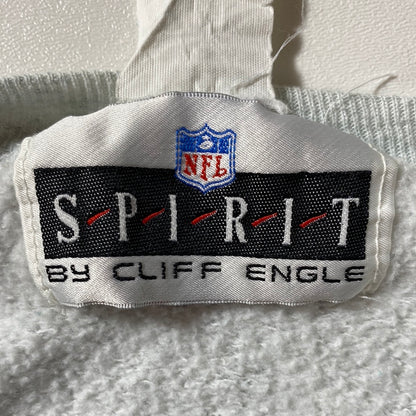 NFL
S-P-I-R-I-T
BY CLIFF ENGLE